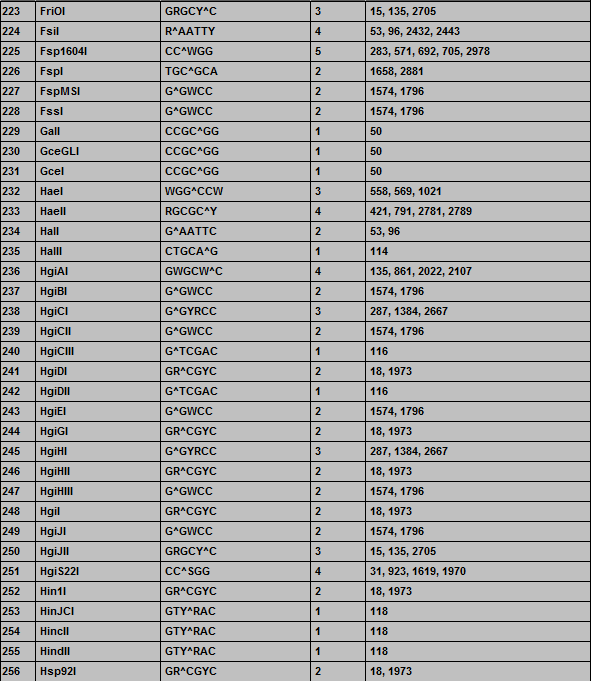 223 FriOI GRGCY^C 3 15, 135, 2705
224 FsiI R^AATTY 4 53, 96, 2432, 2443
225 Fsp1604I CC^WGG 5 283, 571, 692, 705, 2978
226 FspI TGC^GCA 2 1658, 2881
227 FspMSI G^GWCC 2 1574, 1796
228 FssI G^GWCC 2 1574, 1796
229 GalI CCGC^GG 1 50
230 GceGLI CCGC^GG 1 50
231 GceI CCGC^GG 1 50
232 HaeI WGG^CCW 3 558, 569, 1021
233 HaeII RGCGC^Y 4 421, 791, 2781, 2789
234 HalI G^AATTC 2 53, 96
235 HalII CTGCA^G 1 114
236 HgiAI GWGCW^C 4 135, 861, 2022, 2107
237 HgiBI G^GWCC 2 1574, 1796
238 HgiCI G^GYRCC 3 287, 1384, 2667
239 HgiCII G^GWCC 2 1574, 1796
240 HgiCIII G^TCGAC 1 116
241 HgiDI GR^CGYC 2 18, 1973
242 HgiDII G^TCGAC 1 116
243 HgiEI G^GWCC 2 1574, 1796
244 HgiGI GR^CGYC 2 18, 1973
245 HgiHI G^GYRCC 3 287, 1384, 2667
246 HgiHII GR^CGYC 2 18, 1973
247 HgiHIII G^GWCC 2 1574, 1796
248 HgiI GR^CGYC 2 18, 1973
249 HgiJI G^GWCC 2 1574, 1796
250 HgiJII GRGCY^C 3 15, 135, 2705
251 HgiS22I CC^SGG 4 31, 923, 1619, 1970
252 Hin1I GR^CGYC 2 18, 1973
253 HinJCI GTY^RAC 1 118
254 HincII GTY^RAC 1 118
255 HindII GTY^RAC 1 118
256 Hsp92I GR^CGYC 2 18, 1973